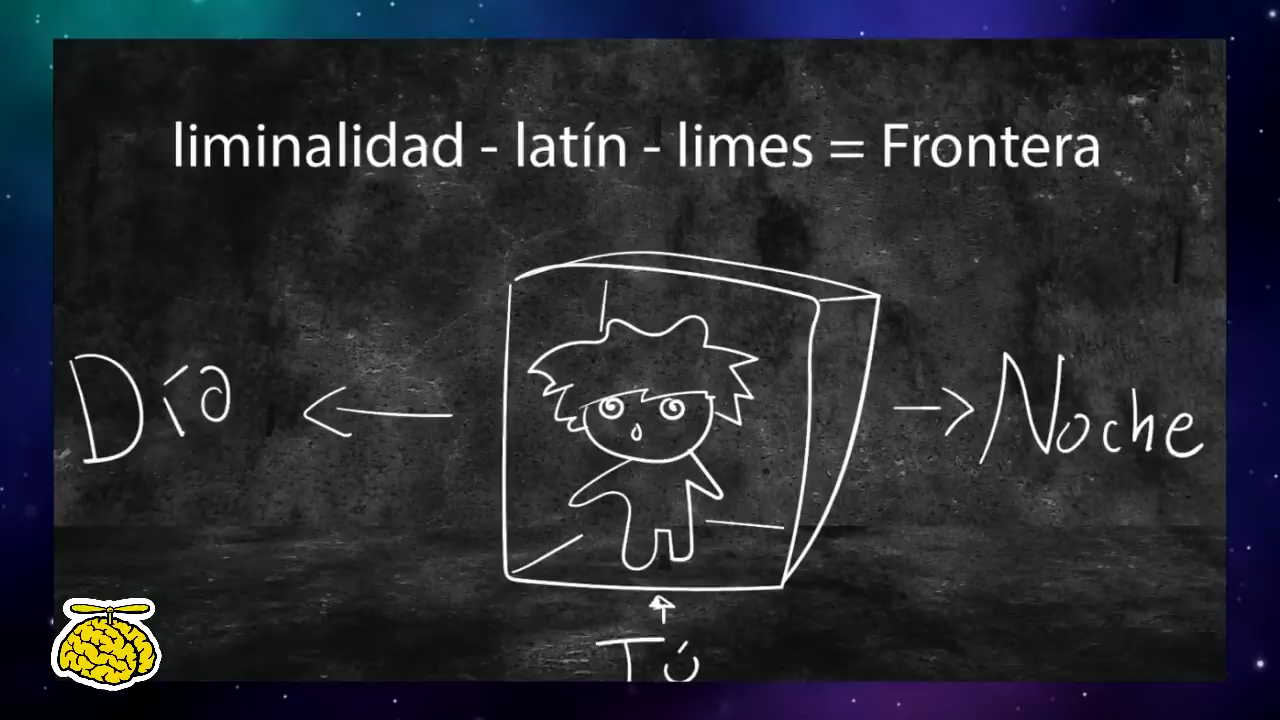 liminalidad - latín - limes = Frontera
Día ← → Noche
Tú